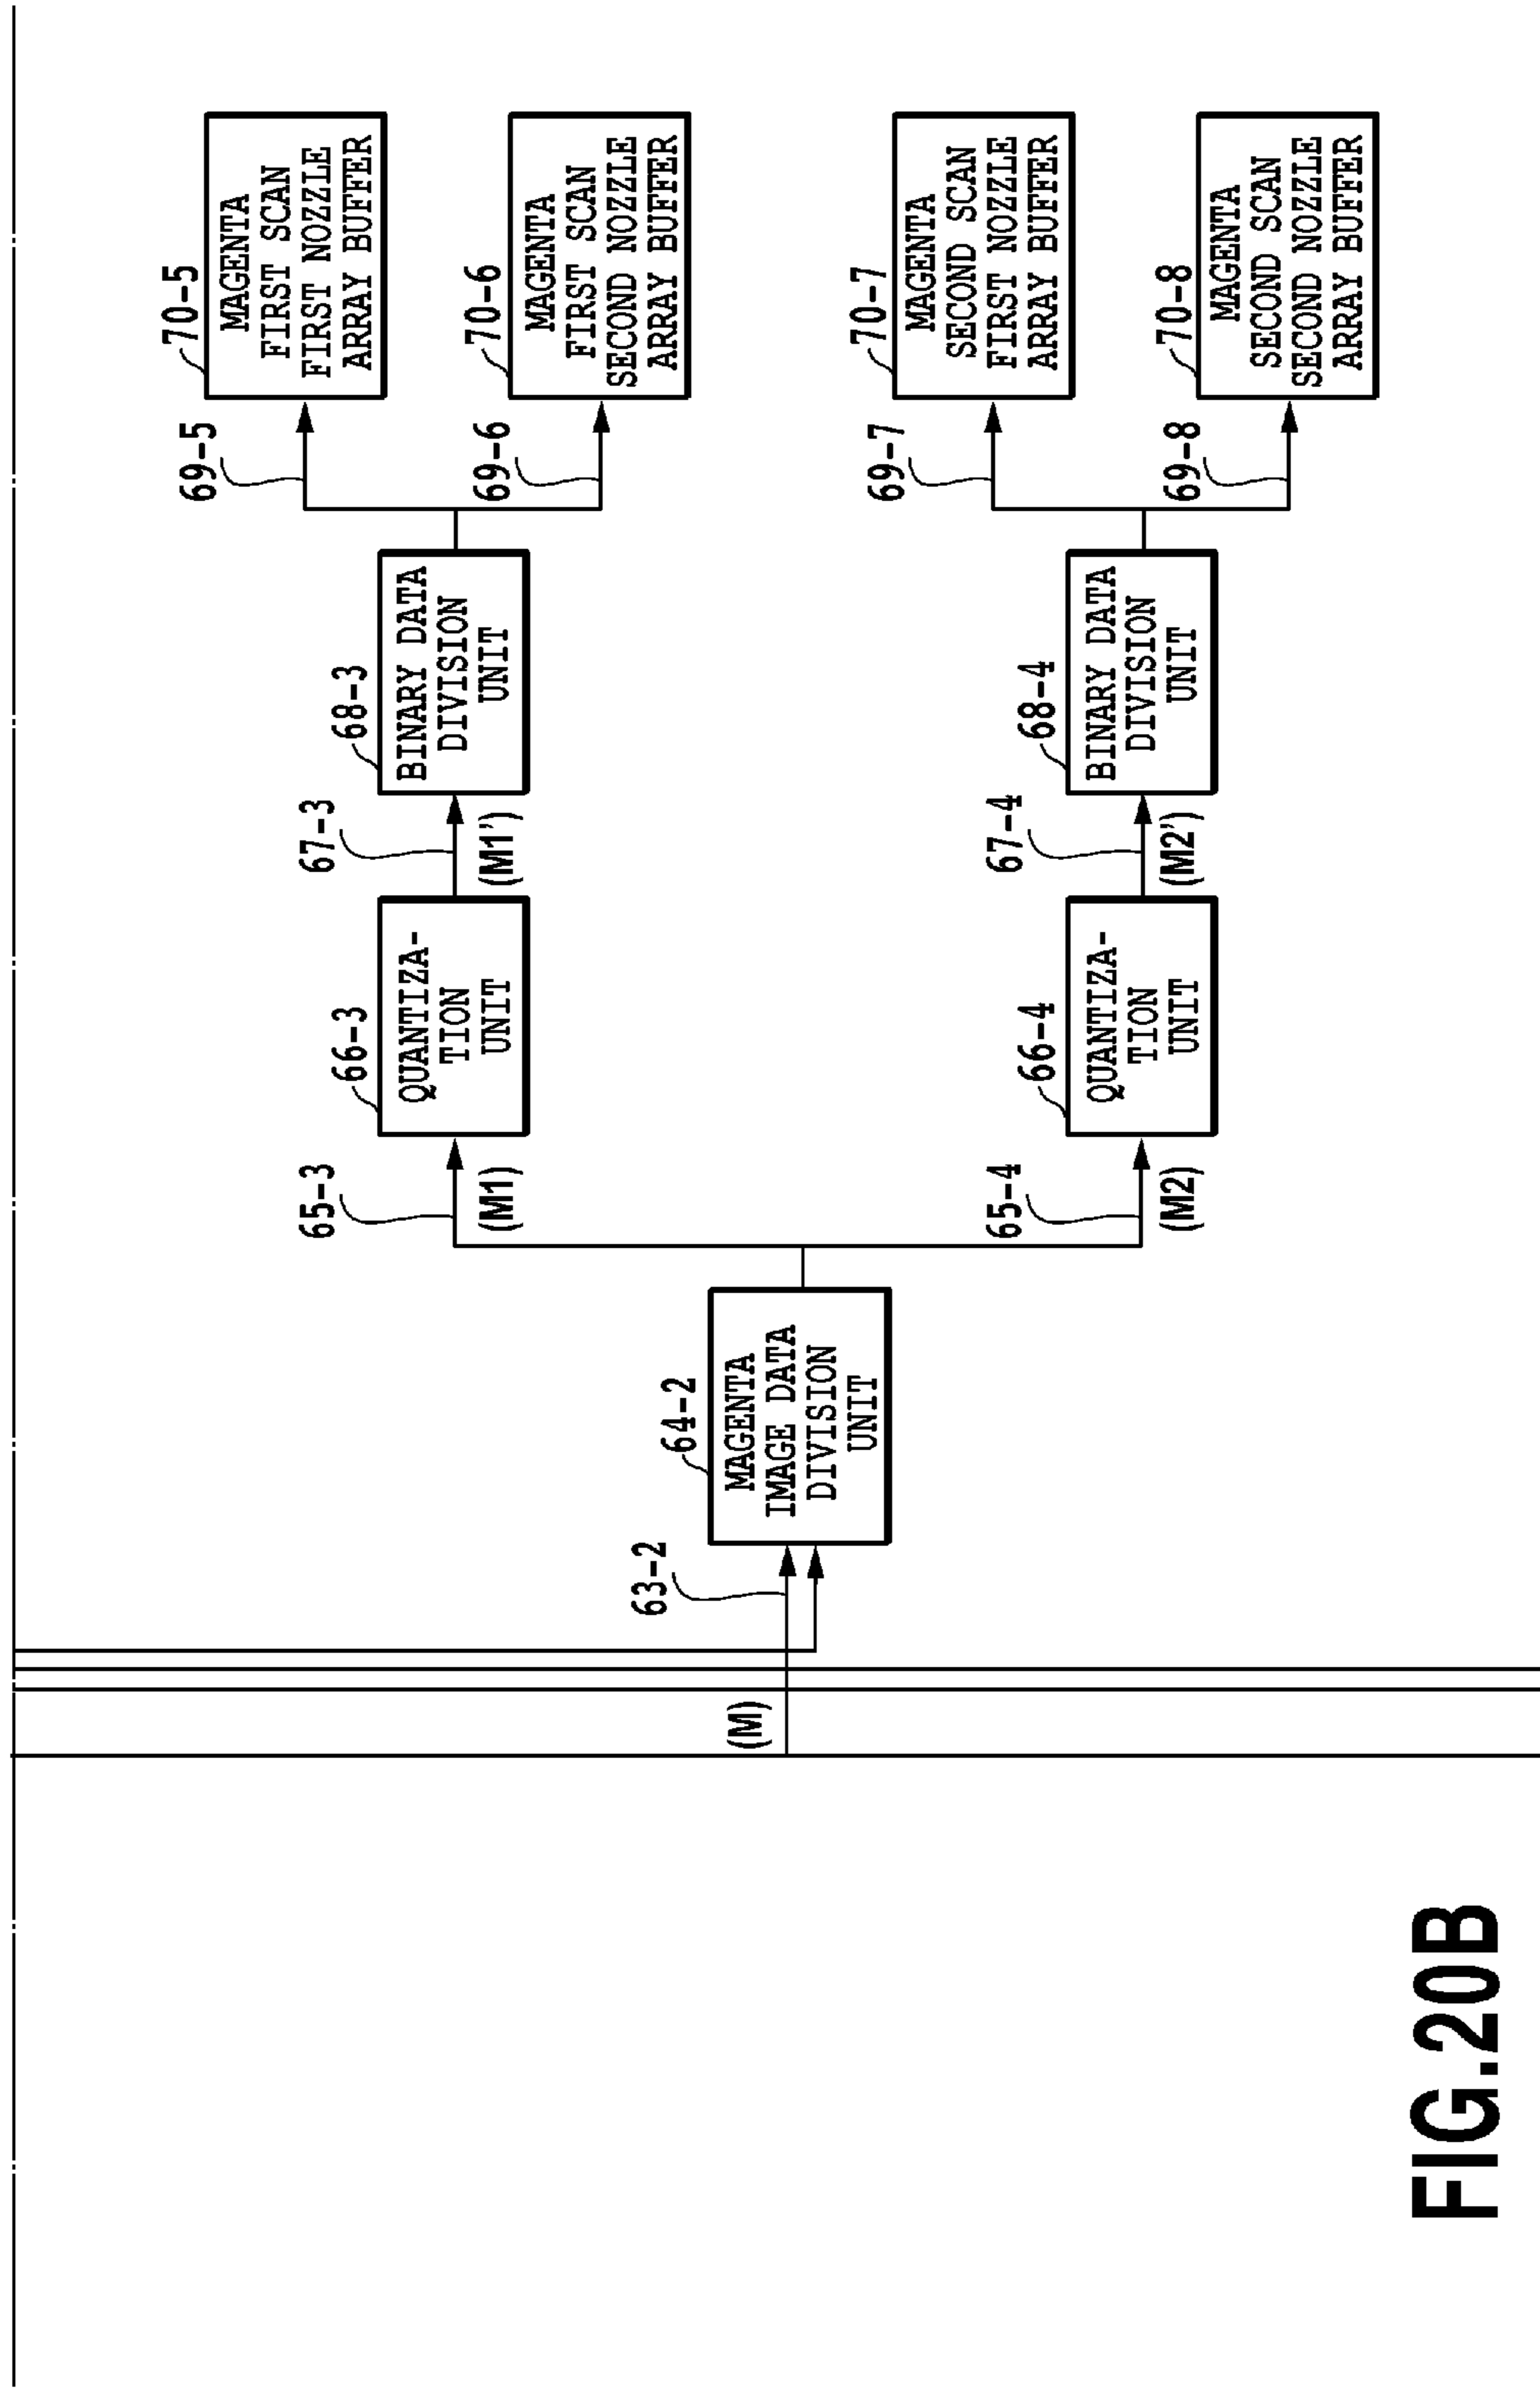 (M)
63-2
64-2
MAGENTA
IMAGE DATA
DIVISION
UNIT
65-3
(M1)
66-3
QUANTIZA-
TION
UNIT
67-3
(M1')
68-3
BINARY DATA
DIVISION
UNIT
69-5
70-5
MAGENTA
FIRST SCAN
FIRST NOZZLE
ARRAY BUFFER
69-6
70-6
MAGENTA
FIRST SCAN
SECOND NOZZLE
ARRAY BUFFER
65-4
(M2)
66-4
QUANTIZA-
TION
UNIT
67-4
(M2')
68-4
BINARY DATA
DIVISION
UNIT
69-7
70-7
MAGENTA
SECOND SCAN
FIRST NOZZLE
ARRAY BUFFER
69-8
70-8
MAGENTA
SECOND SCAN
SECOND NOZZLE
ARRAY BUFFER
FIG.20B